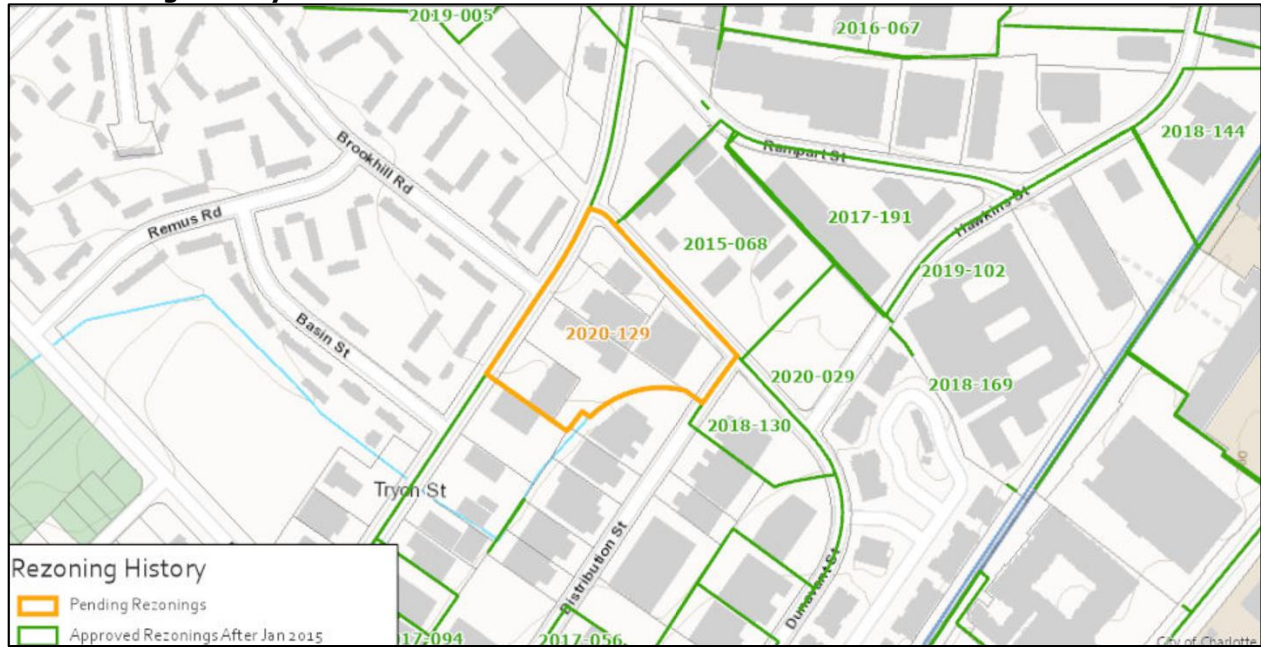 2019-005
2016-067
2018-144
Brookhill Rd
Rampart St
Remus Rd
2017-191
Hawkins St
2015-068
2019-102
2020-129
Basin St
2020-029
2018-169
2018-130
Tryon St
Distribution St
Dunavant St
Rezoning History
Pending Rezonings
Approved Rezonings After Jan 2015
017-094
2017-056
City of Charlotte